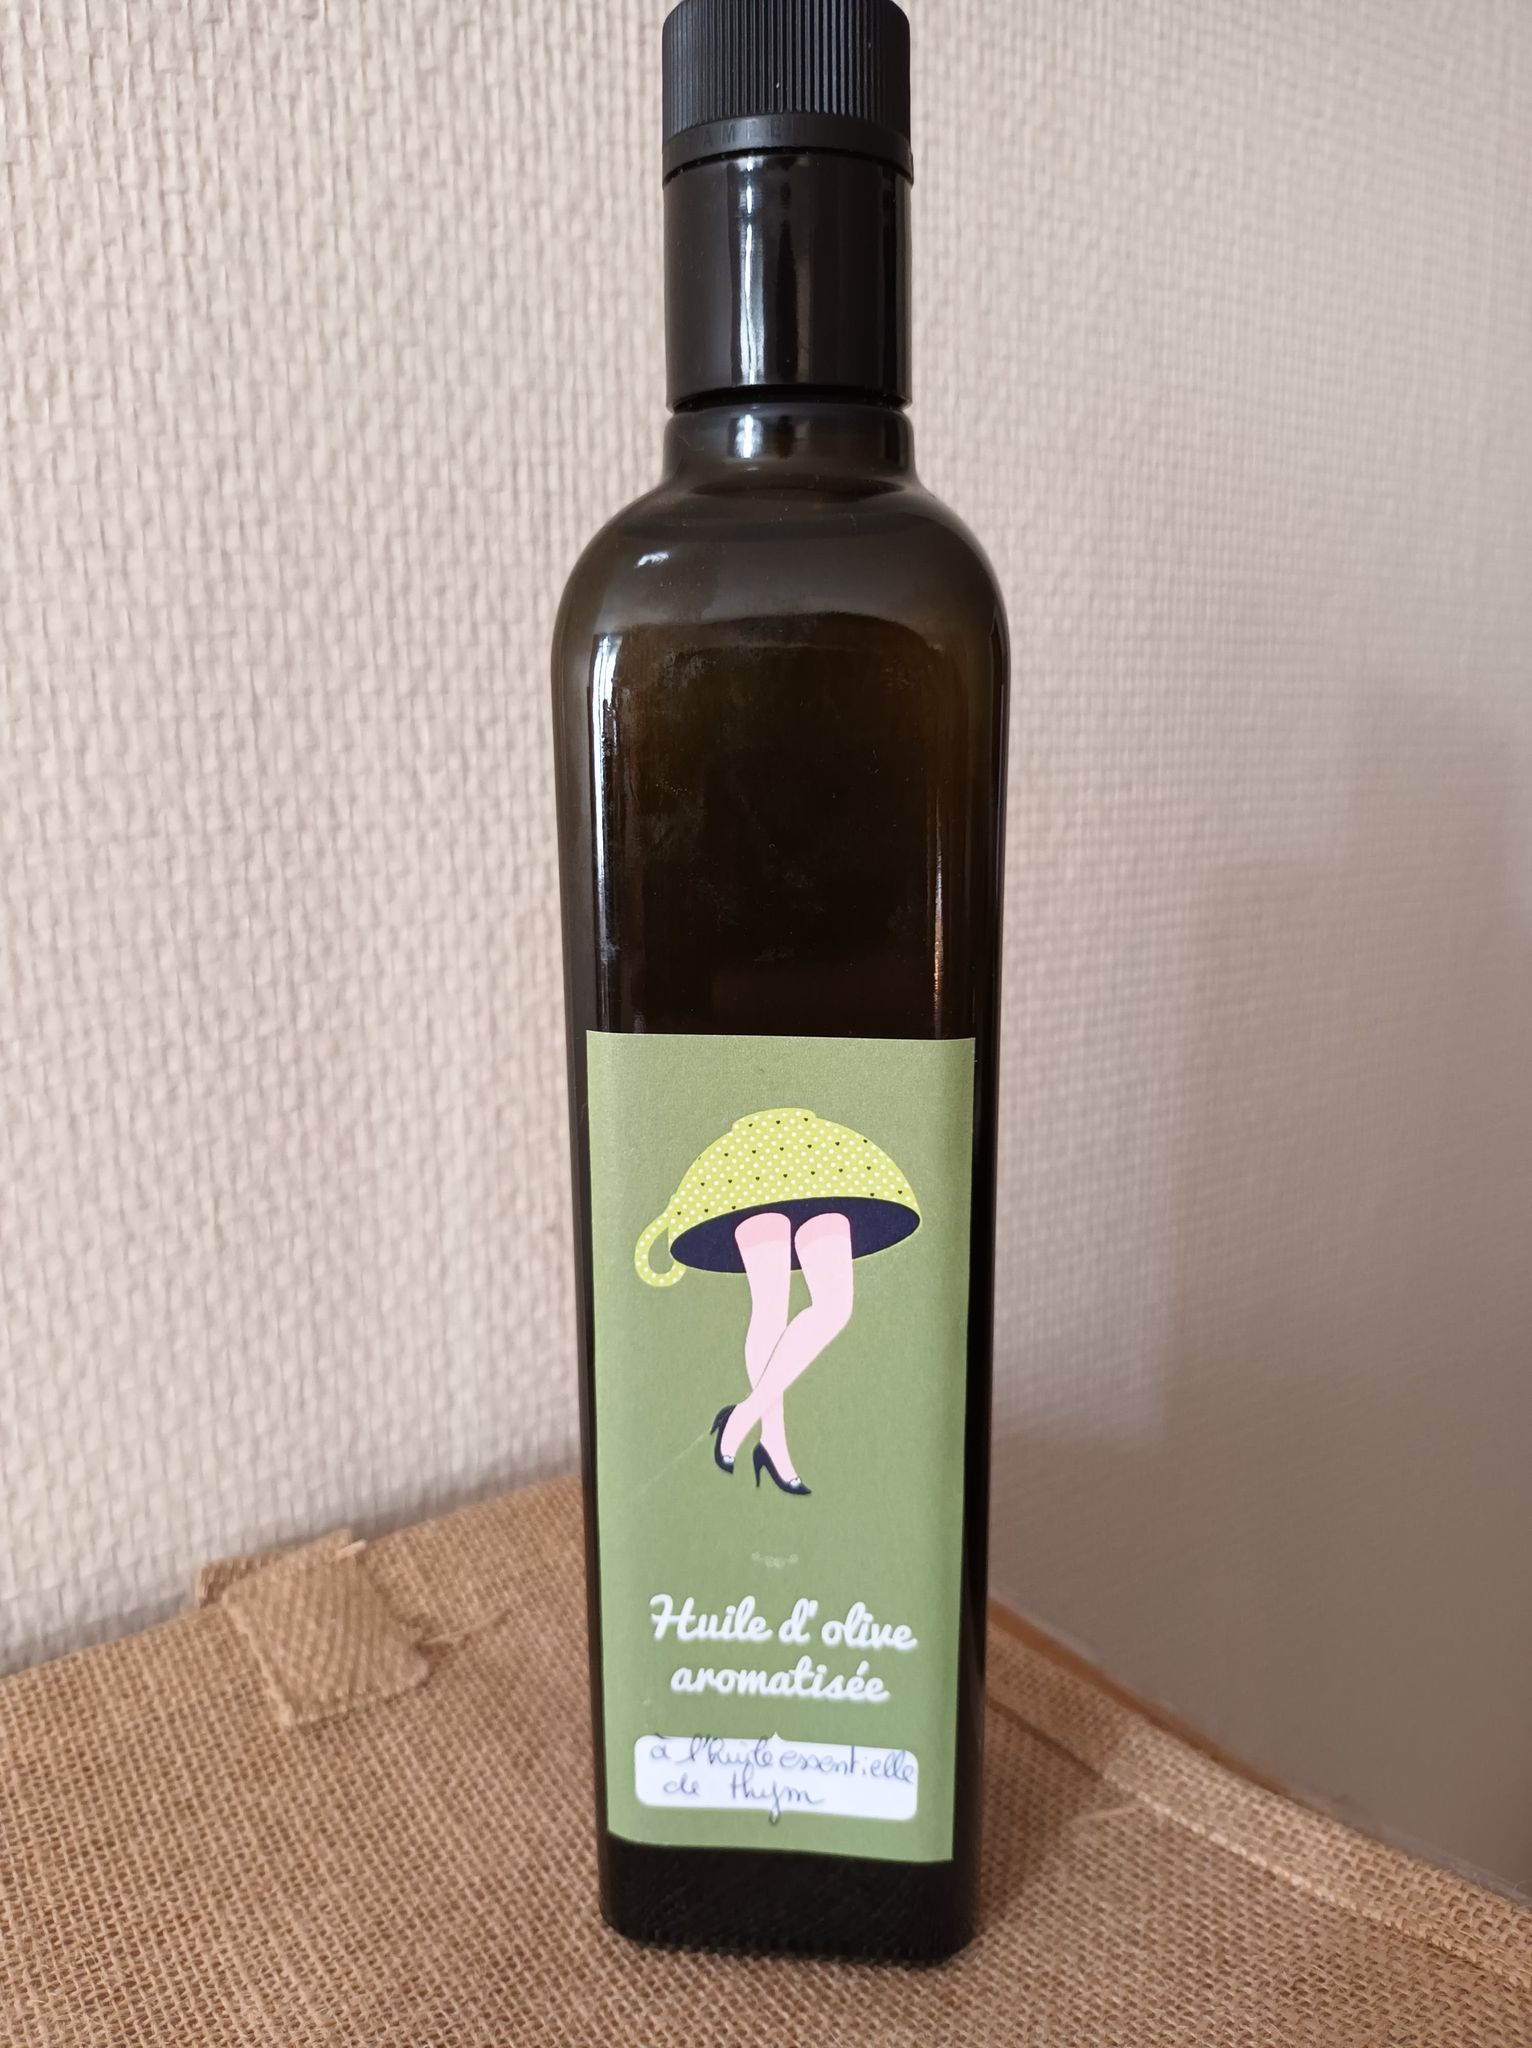 Huile d'olive
aromatisée
à l'huile essentielle
de thym